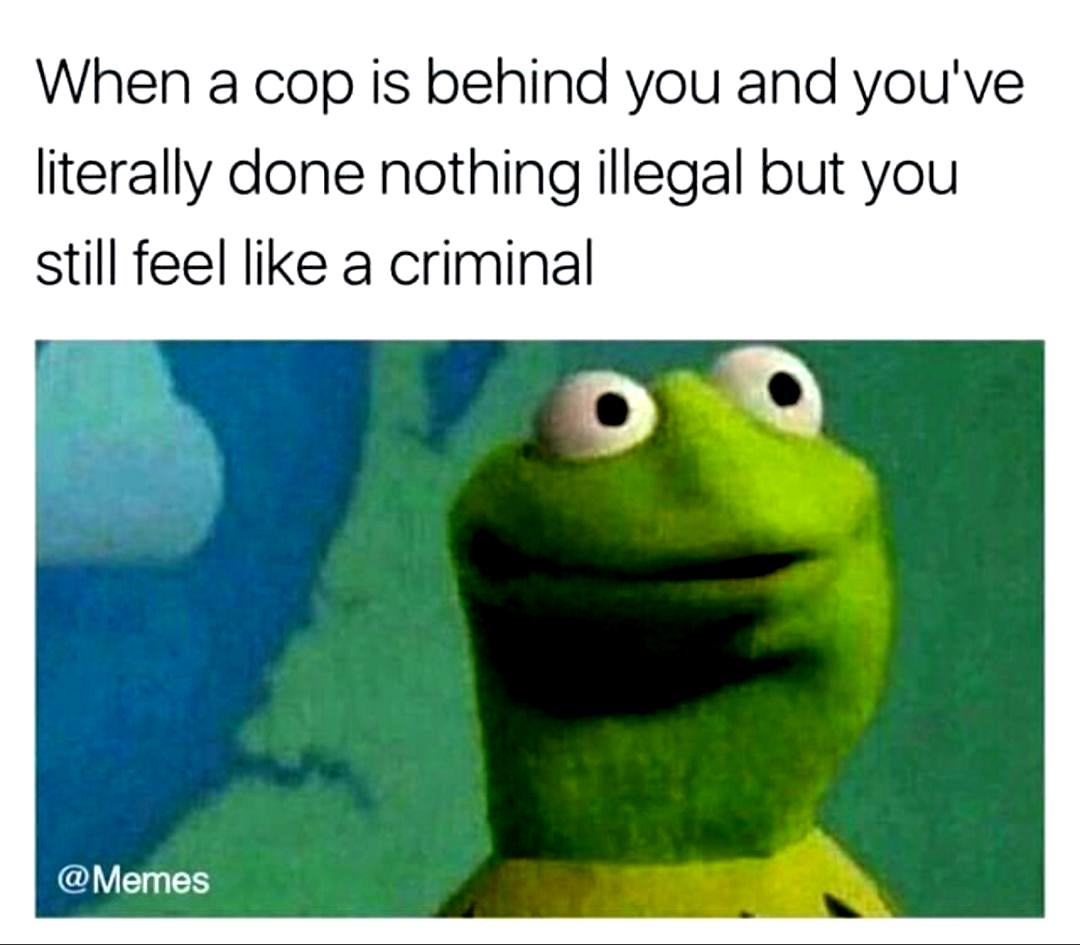 When a cop is behind you and you've
literally done nothing illegal but you
still feel like a criminal
@Memes